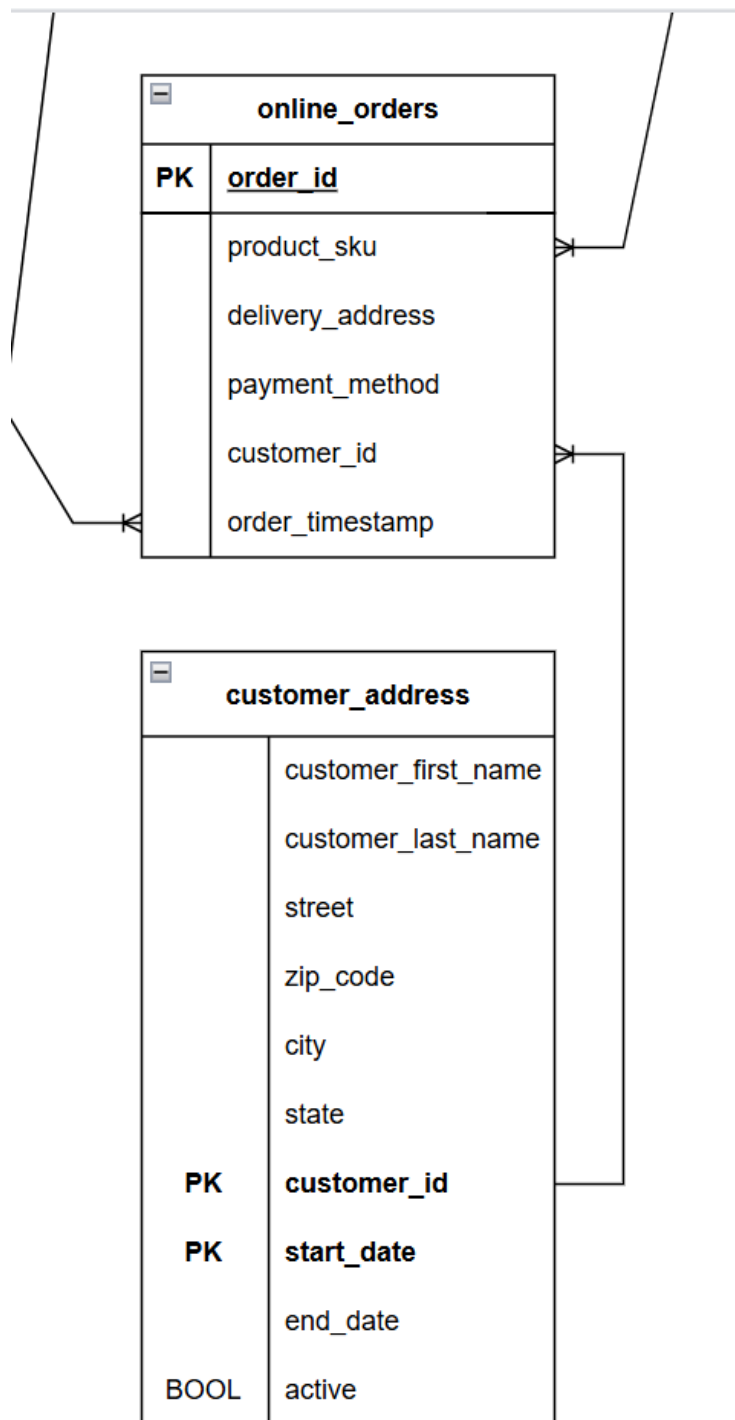 online_orders
PK order_id
product_sku
delivery_address
payment_method
customer_id
order_timestamp
customer_address
customer_first_name
customer_last_name
street
zip_code
city
state
PK customer_id
PK start_date
end_date
BOOL active